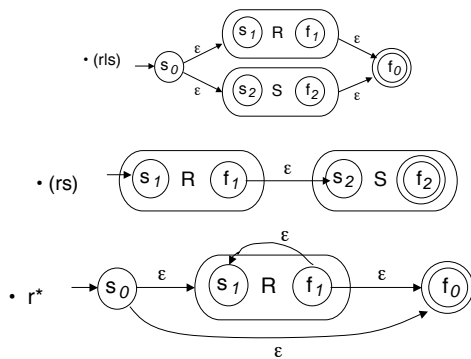 ε s1 R f1 ε
• (r|s) s0 f0
ε s2 S f2 ε
• (rs) s1 R f1 ε s2 S f2
ε
• r* s0 ε s1 R f1 ε f0
ε